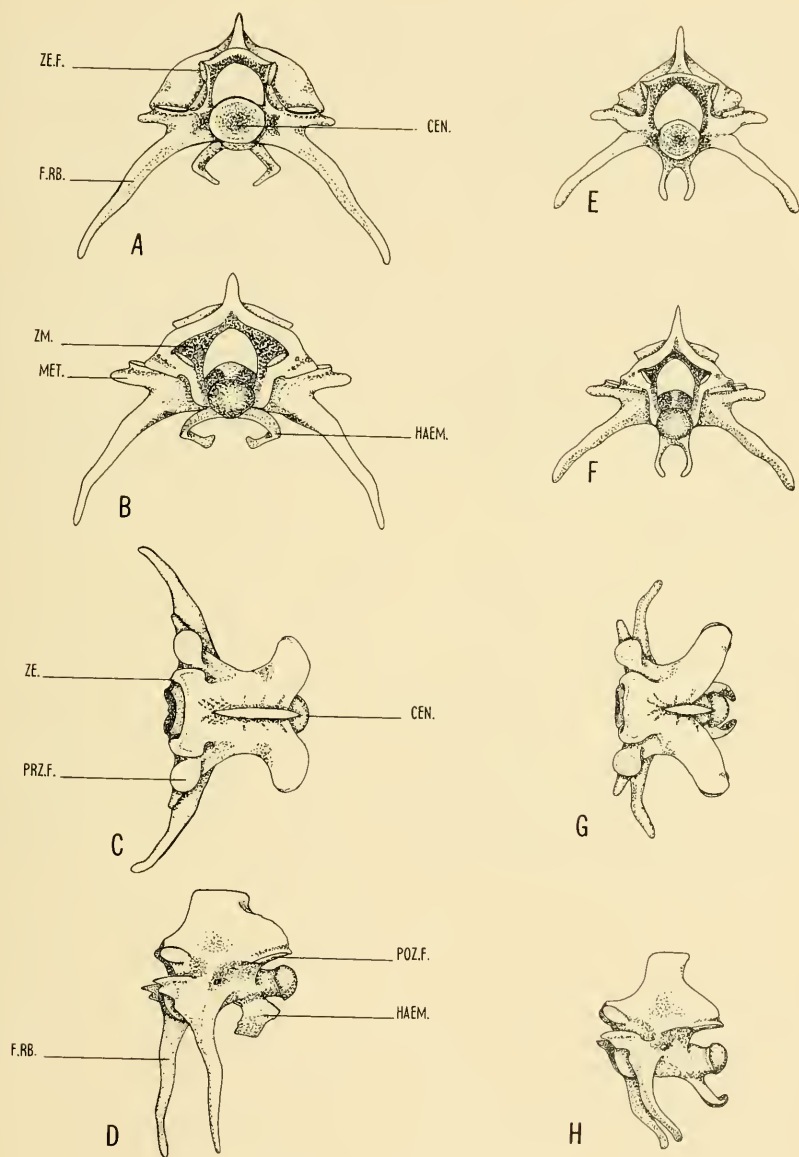 ZE.F.
CEN.
F.RB.
A
E
ZM.
MET.
HAEM.
B
F
ZE.
CEN.
PRZ.F.
C
G
POZ.F.
HAEM.
F.RB.
D
H